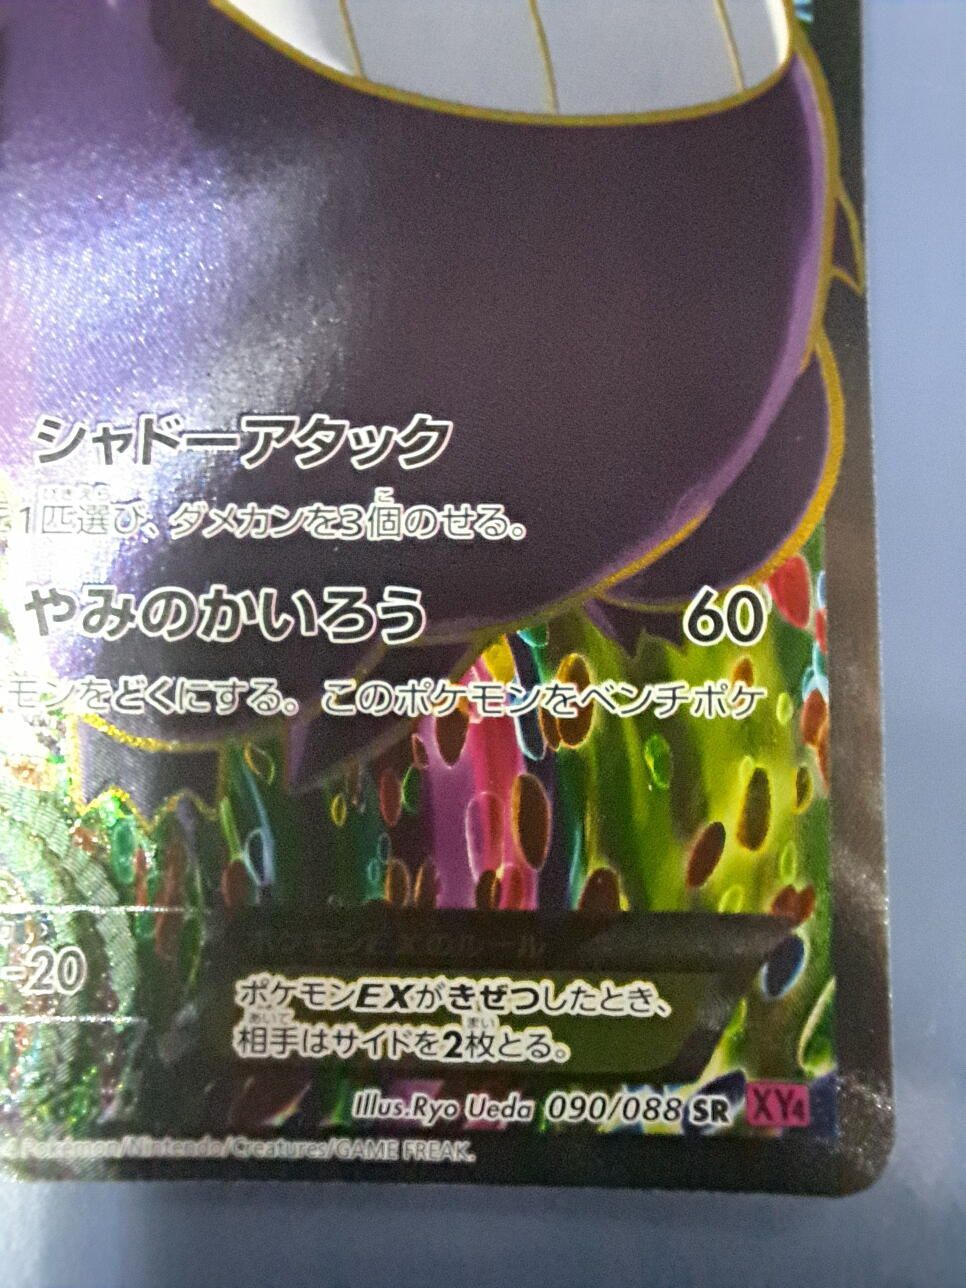 シャドーアタック
1匹選び、ダメカンを3個のせる。
やみのかいろう 60
モンをどくにする。このポケモンをベンチポケ
ポケモンEXのルール
-20
ポケモンEXがきぜつしたとき、
相手はサイドを2枚とる。
Illus.Ryo Ueda 090/088 SR XY4
Pokémon/Nintendo/Creatures/GAME FREAK.